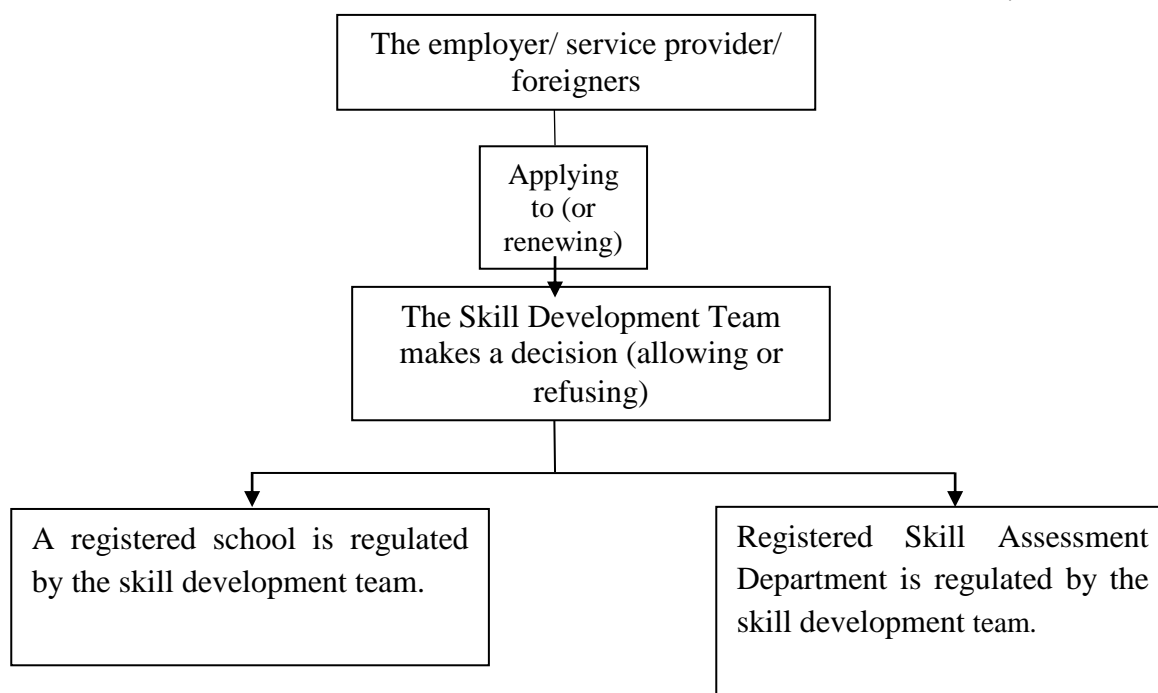 The employer/ service provider/
foreigners
Applying
to (or
renewing)
The Skill Development Team
makes a decision (allowing or
refusing)
A registered school is regulated
by the skill development team.
Registered Skill Assessment
Department is regulated by the
skill development team.